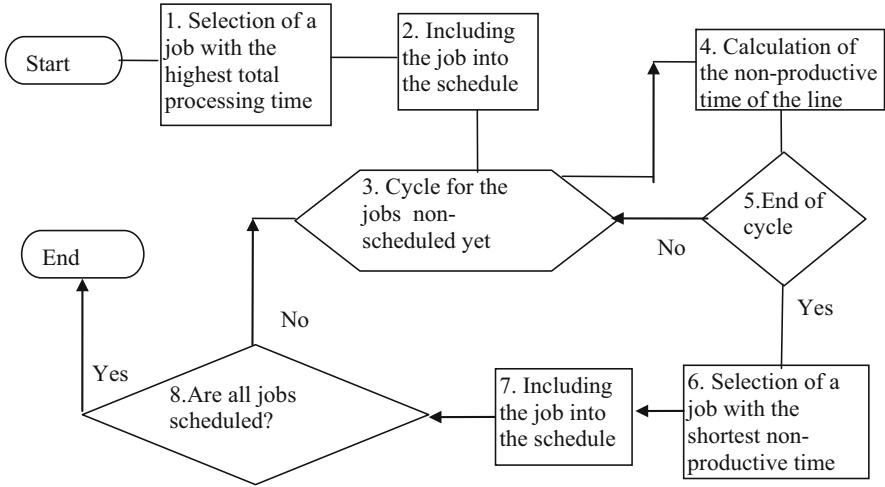 Start
1. Selection of a
job with the
highest total
processing time
2. Including
the job into
the schedule
3. Cycle for the
jobs non-
scheduled yet
4. Calculation of
the non-productive
time of the line
5.End of
cycle
No
Yes
6. Selection of a
job with the
shortest non-
productive time
7. Including
the job into
the schedule
8.Are all jobs
scheduled?
No
Yes
End